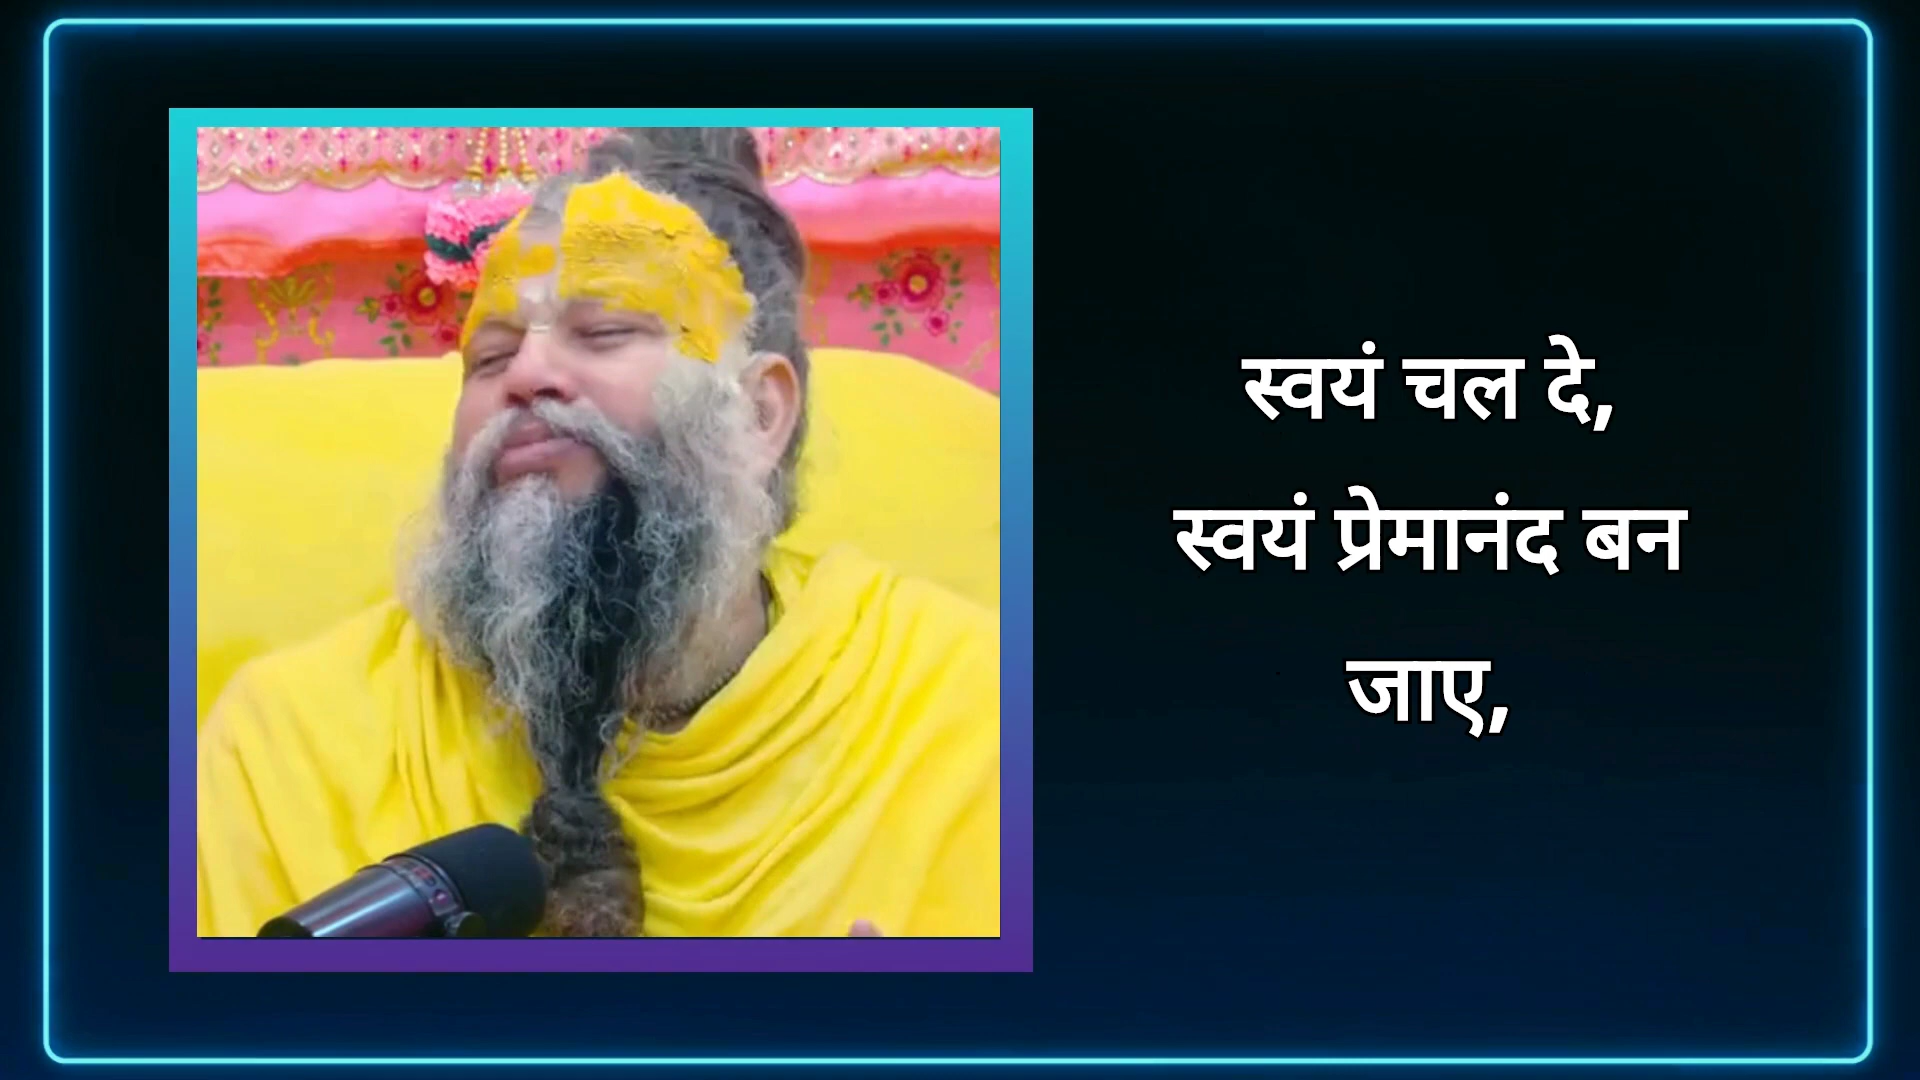 स्वयं चल दे,
स्वयं प्रेमानंद बन
जाए,